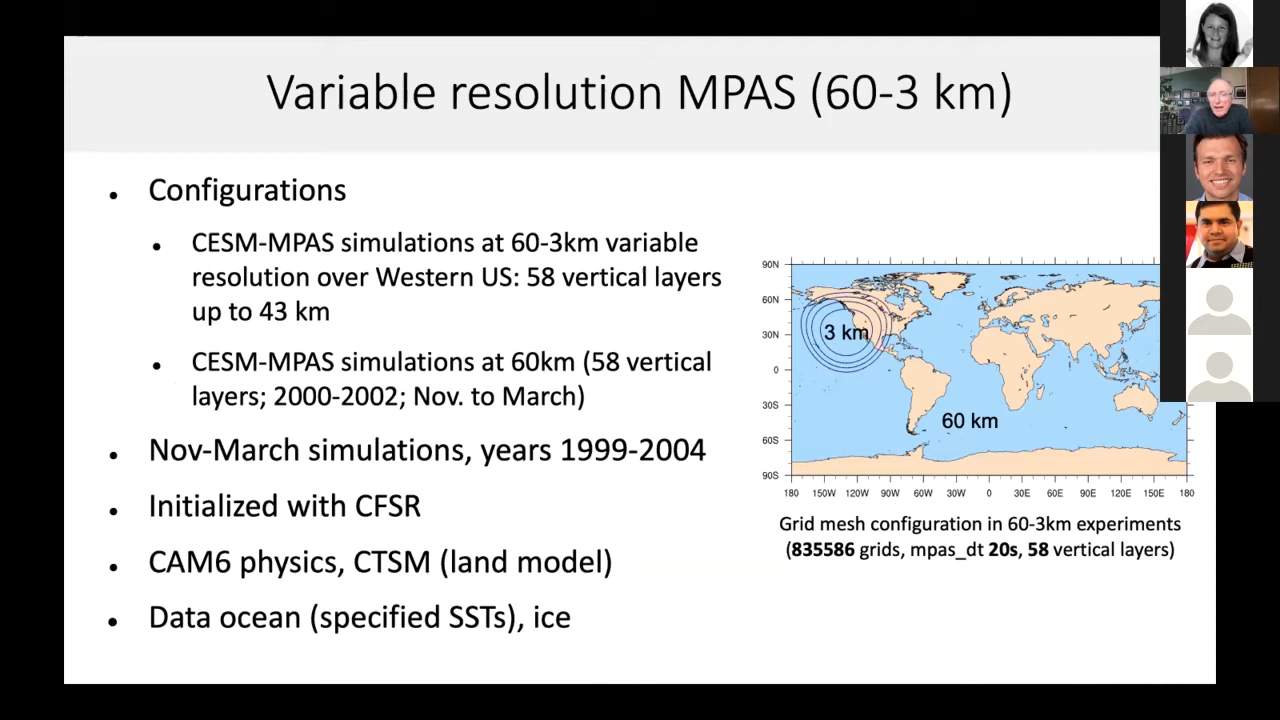 Variable resolution MPAS (60-3 km)
• Configurations
• CESM-MPAS simulations at 60-3km variable
resolution over Western US: 58 vertical layers
up to 43 km
• CESM-MPAS simulations at 60km (58 vertical
layers; 2000-2002; Nov. to March)
• Nov-March simulations, years 1999-2004
• Initialized with CFSR
• CAM6 physics, CTSM (land model)
• Data ocean (specified SSTs), ice
90N
60N
30N
0
30S
60S
90S
3 km
60 km
180 150W 120W 90W 60W 30W 0 30E 60E 90E 120E 150E 180
Grid mesh configuration in 60-3km experiments
(835586 grids, mpas_dt 20s, 58 vertical layers)